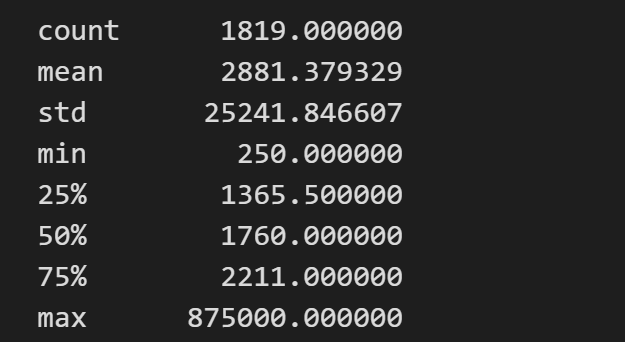 count 1819.000000
mean 2881.379329
std 25241.846607
min 250.000000
25% 1365.500000
50% 1760.000000
75% 2211.000000
max 875000.000000